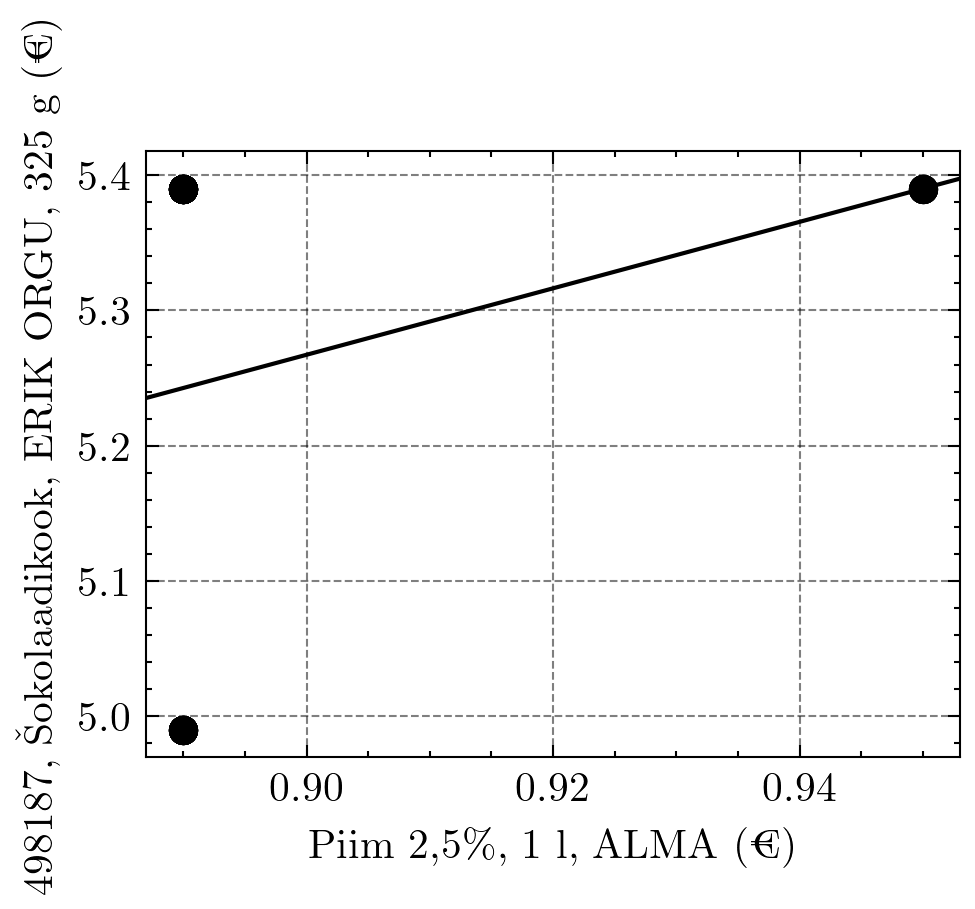 498187, Šokolaadikook, ERIK ORGU, 325 g (€)
5.4
5.3
5.2
5.1
5.0
0.90 0.92 0.94
Piim 2,5%, 1 l, ALMA (€)